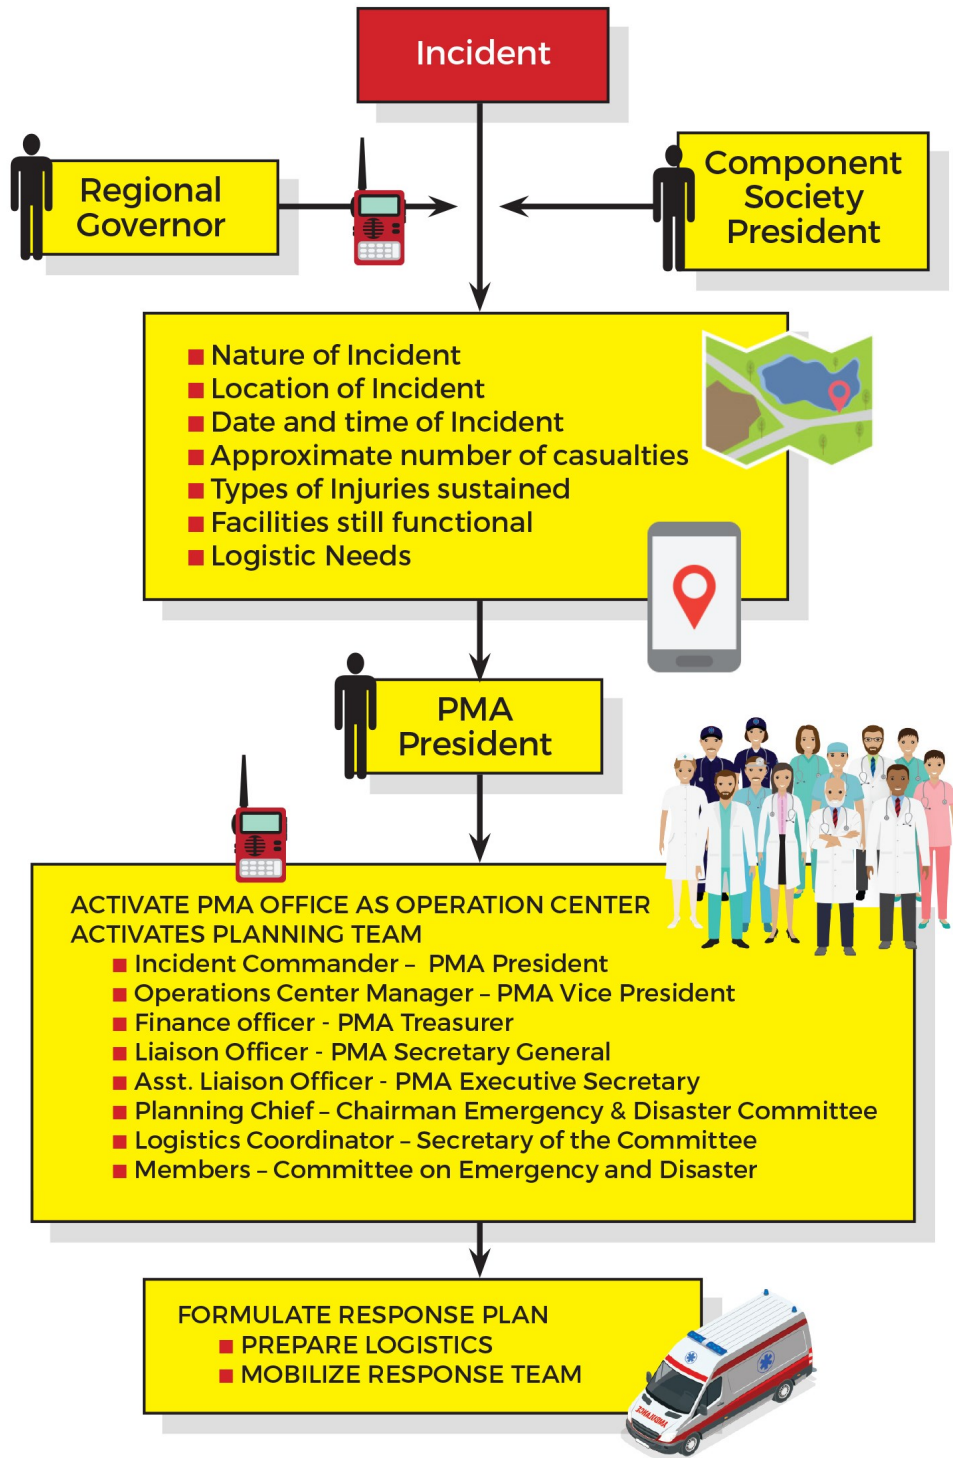 Incident
Regional
Governor
Component
Society
President
Nature of Incident
Location of Incident
Date and time of Incident
Approximate number of casualties
Types of Injuries sustained
Facilities still functional
Logistic Needs
PMA
President
ACTIVATE PMA OFFICE AS OPERATION CENTER
ACTIVATES PLANNING TEAM
Incident Commander – PMA President
Operations Center Manager – PMA Vice President
Finance officer - PMA Treasurer
Liaison Officer - PMA Secretary General
Asst. Liaison Officer - PMA Executive Secretary
Planning Chief – Chairman Emergency & Disaster Committee
Logistics Coordinator – Secretary of the Committee
Members – Committee on Emergency and Disaster
FORMULATE RESPONSE PLAN
PREPARE LOGISTICS
MOBILIZE RESPONSE TEAM
AMBULANCE